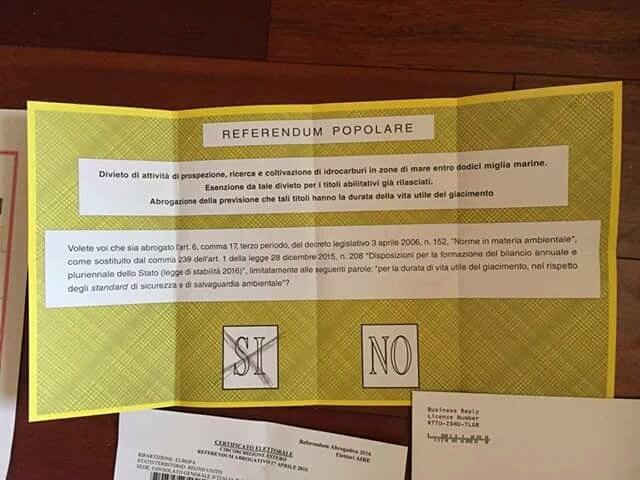 REFERENDUM POPOLARE
Divieto di attività di prospezione, ricerca e coltivazione di idrocarburi in zone di mare entro dodici miglia marine.
Esenzione da tale divieto per i titoli abilitativi già rilasciati.
Abrogazione della previsione che tali titoli hanno la durata della vita utile del giacimento
Volete voi che sia abrogato l'art. 6, comma 17, terzo periodo, del decreto legislativo 3 aprile 2006, n. 152, "Norme in materia ambientale",
come sostituito dal comma 239 dell'art. 1 della legge 28 dicembre 2015, n. 208 "Disposizioni per la formazione del bilancio annuale e
pluriennale dello Stato (legge di stabilità 2016)", limitatamente alle seguenti parole: "per la durata di vita utile del giacimento, nel rispetto
degli standard di sicurezza e di salvaguardia ambientale"?
SI
NO
Business Reply
Licence Number
RTTU-ZSHU-TLGR
CERTIFICATO ELETTORALE
CIRCOSCRIZIONE ESTERO
REFERENDUM ABROGATIVO 17 APRILE 2016
Referendum Abrogativo 2016
Elettori AIRE
RIPARTIZIONE: EUROPA
STATO/TERRITORIO: REGNO UNITO
SEDE: CONSOLATO GENERALE D'ITALIA